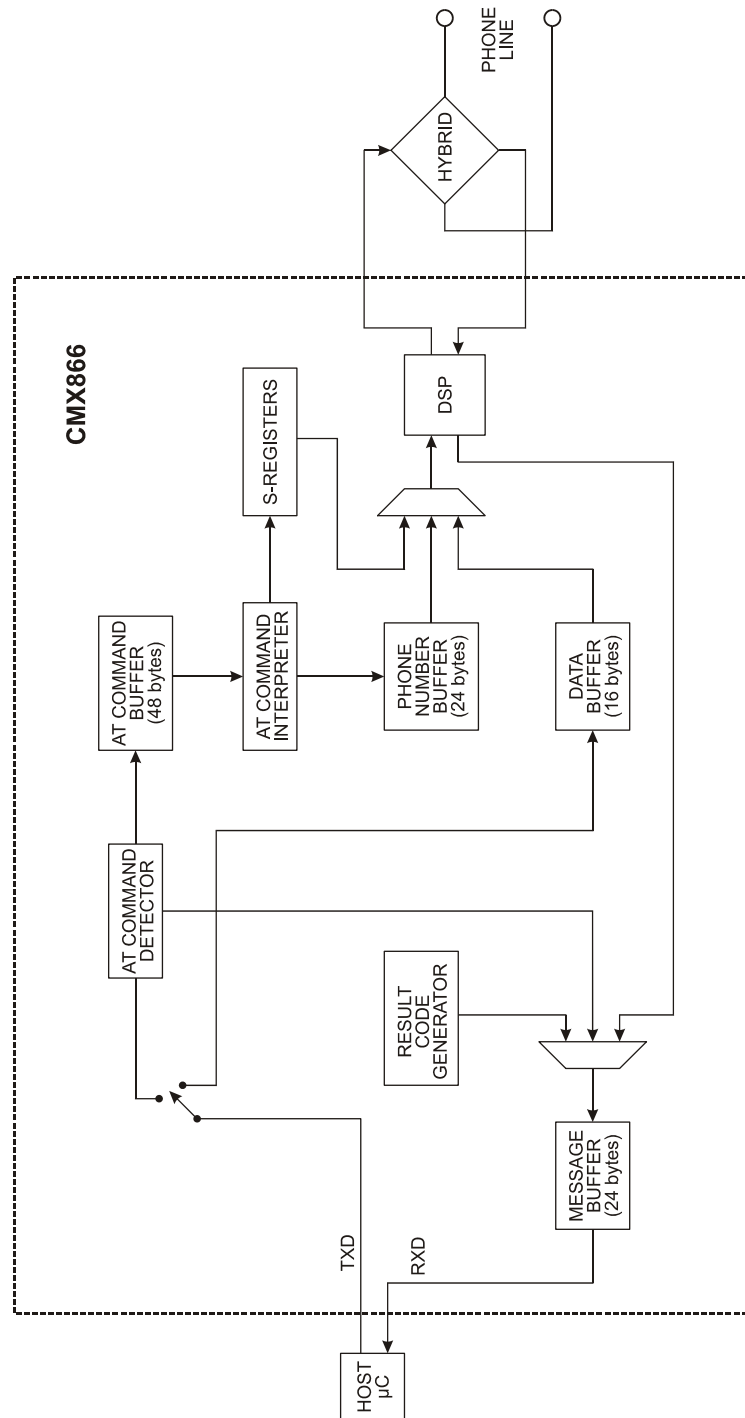 CMX866
HOST
µC
TXD
RXD
AT COMMAND
DETECTOR
AT COMMAND
BUFFER
(48 bytes)
AT COMMAND
INTERPRETER
S-REGISTERS
RESULT
CODE
GENERATOR
PHONE
NUMBER
BUFFER
(24 bytes)
MESSAGE
BUFFER
(24 bytes)
DATA
BUFFER
(16 bytes)
DSP
HYBRID
PHONE
LINE